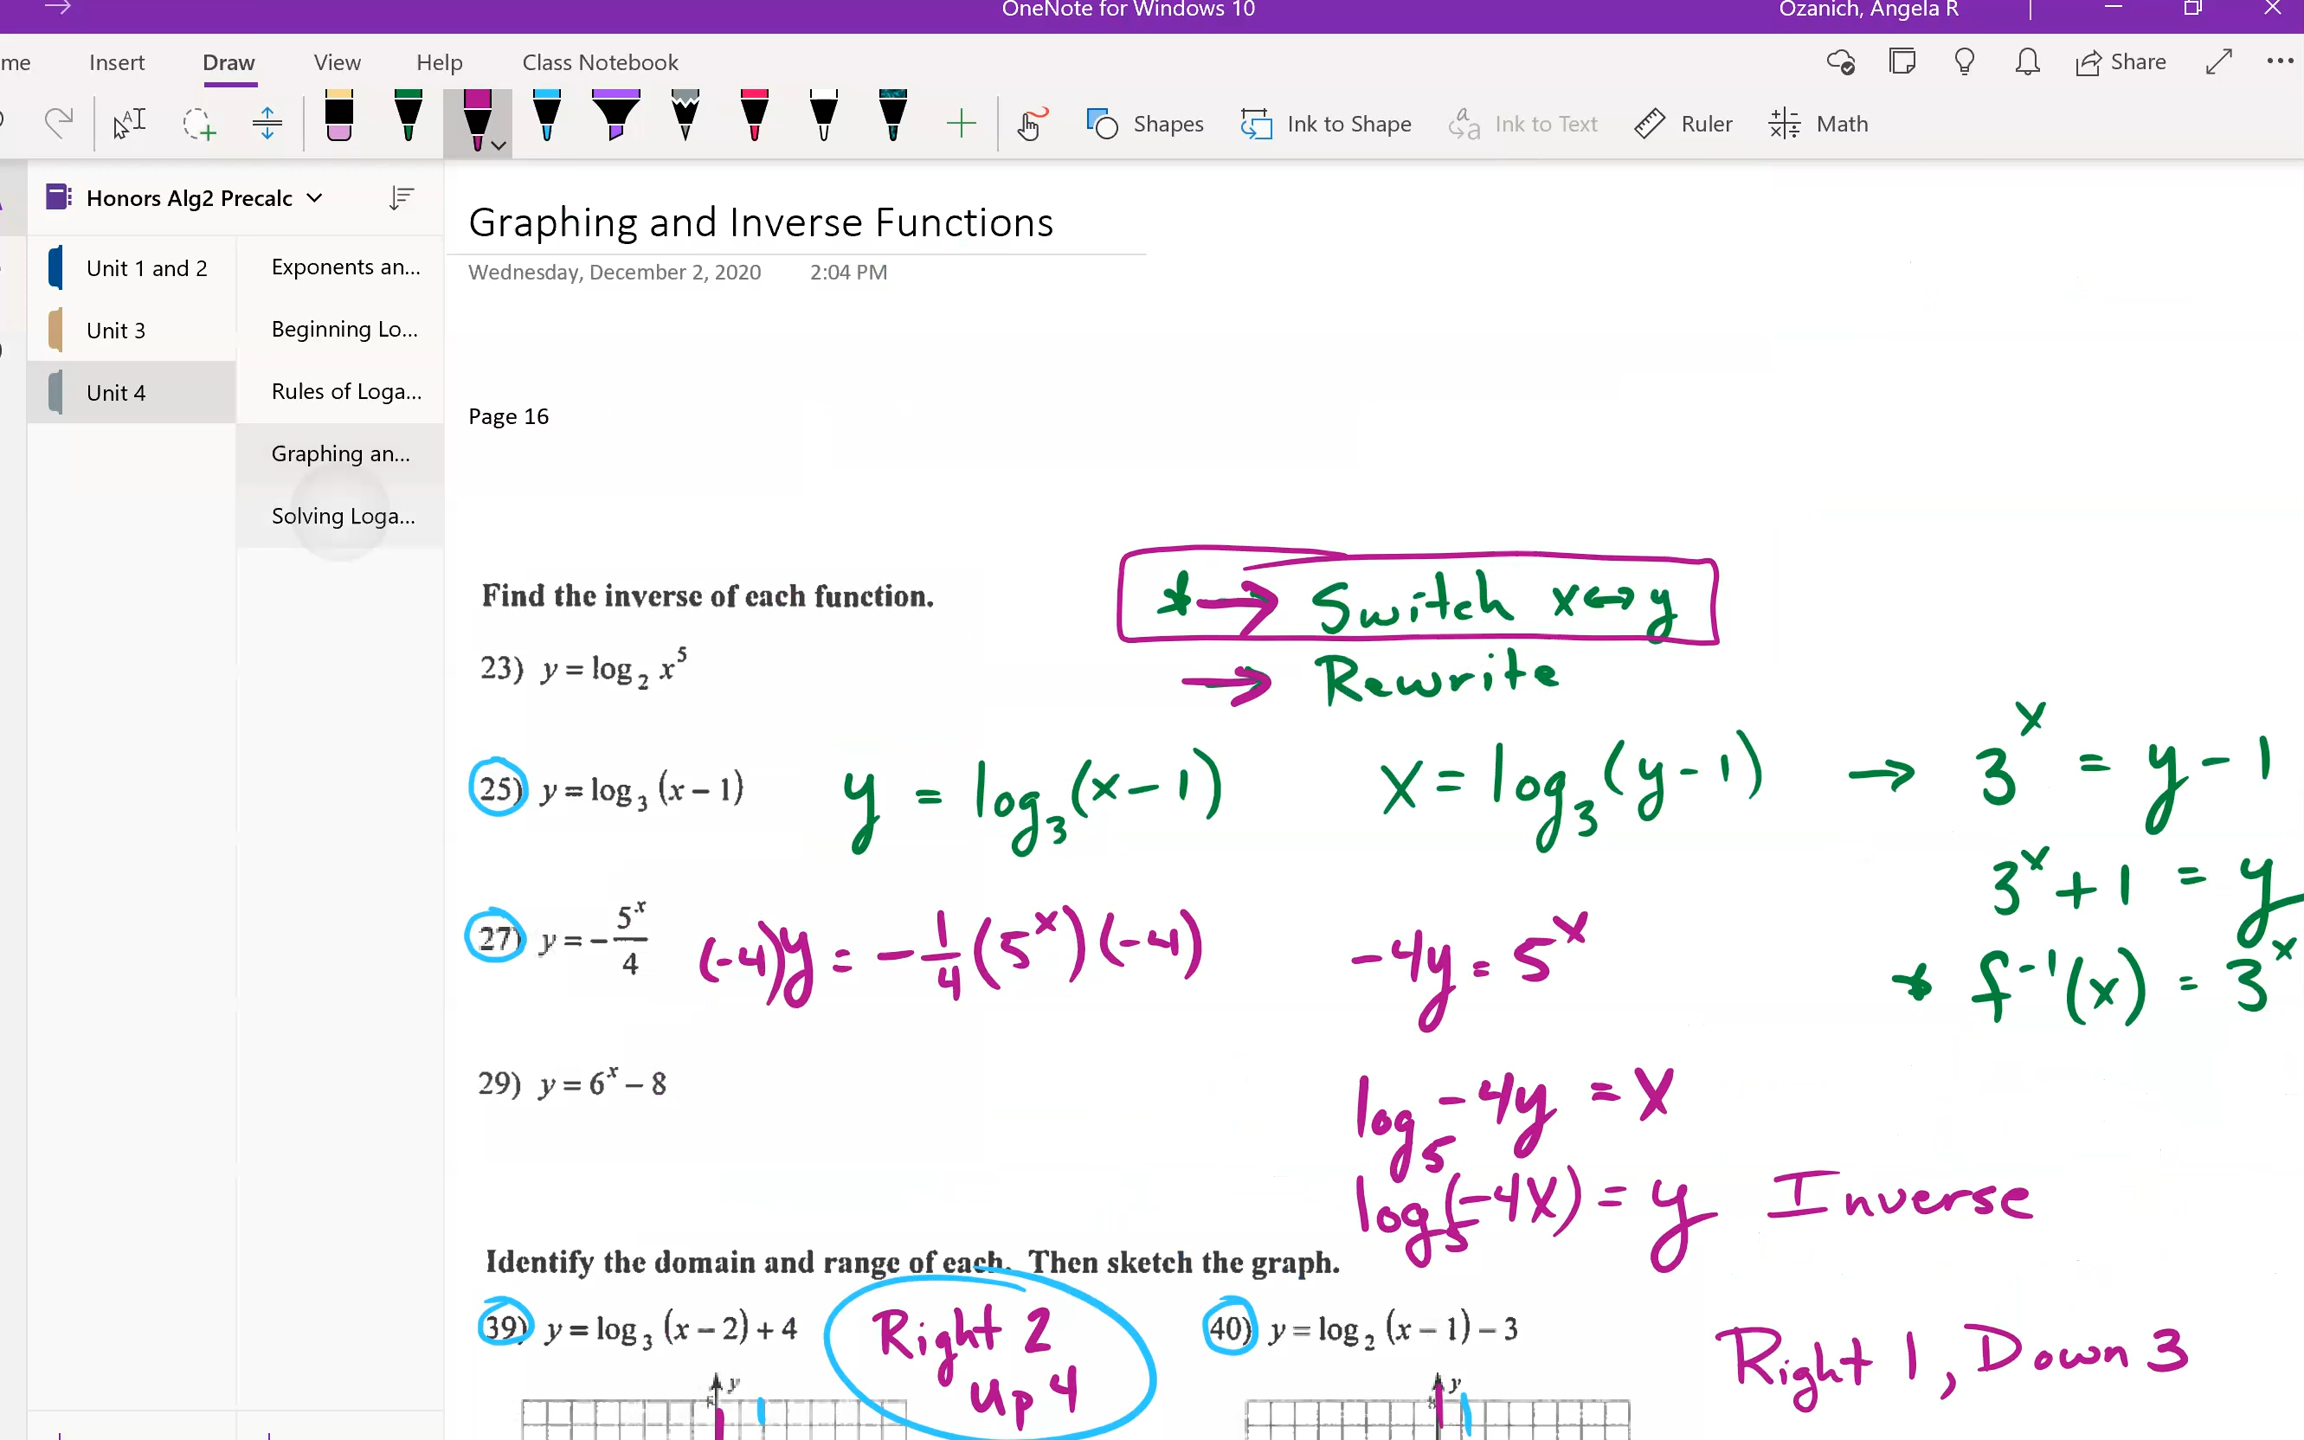 OneNote for Windows 10
Ozanich, Angela R
me Insert Draw View Help Class Notebook
Share
Shapes Ink to Shape Ink to Text Ruler Math
Honors Alg2 Precalc
Unit 1 and 2
Unit 3
Unit 4
Exponents an...
Beginning Lo...
Rules of Loga...
Graphing an...
Solving Loga...
Graphing and Inverse Functions
Wednesday, December 2, 2020 2:04 PM
Page 16
Find the inverse of each function.
* → Switch x↔y
→ Rewrite
23) y = log₂ x⁵
25) y = log₃ (x – 1)
y = log₃(x-1)
x = log₃(y-1) → 3ˣ = y - 1
3ˣ + 1 = y
* f⁻¹(x) = 3ˣ
27) y = –5ˣ/4
(-4)y = -1/4(5ˣ)(-4)
-4y = 5ˣ
log₅ -4y = x
log₅(-4x) = y Inverse
29) y = 6ˣ – 8
Identify the domain and range of each. Then sketch the graph.
39) y = log₃ (x – 2) + 4
Right 2
Up 4
y
40) y = log₂ (x – 1) – 3
Right 1, Down 3
y